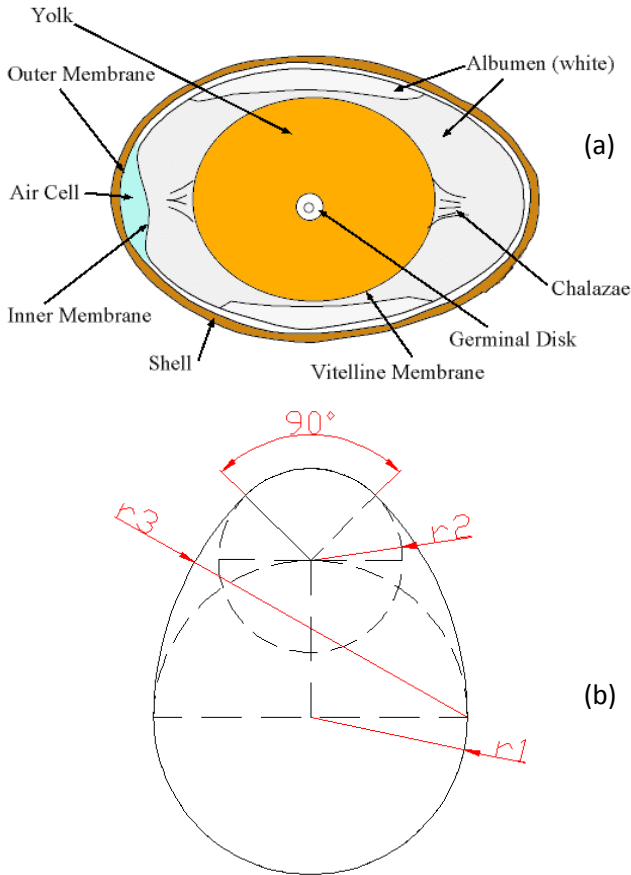 Yolk
Albumen (white)
Outer Membrane
(a)
Air Cell
Chalazae
Inner Membrane
Germinal Disk
Shell
Vitelline Membrane
90°
r3
r2
(b)
r1